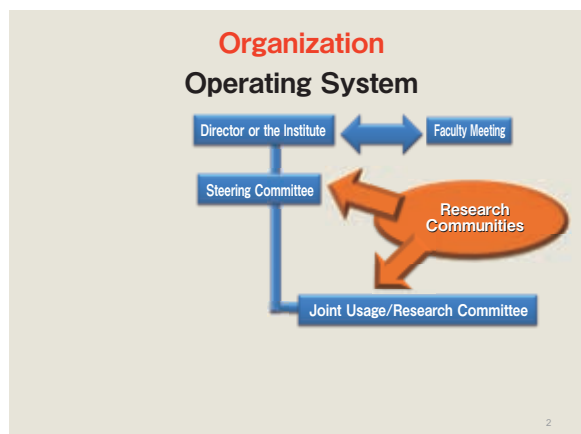 Organization
Operating System
Director or the Institute
Faculty Meeting
Steering Committee
Research
Communities
Joint Usage/Research Committee
2